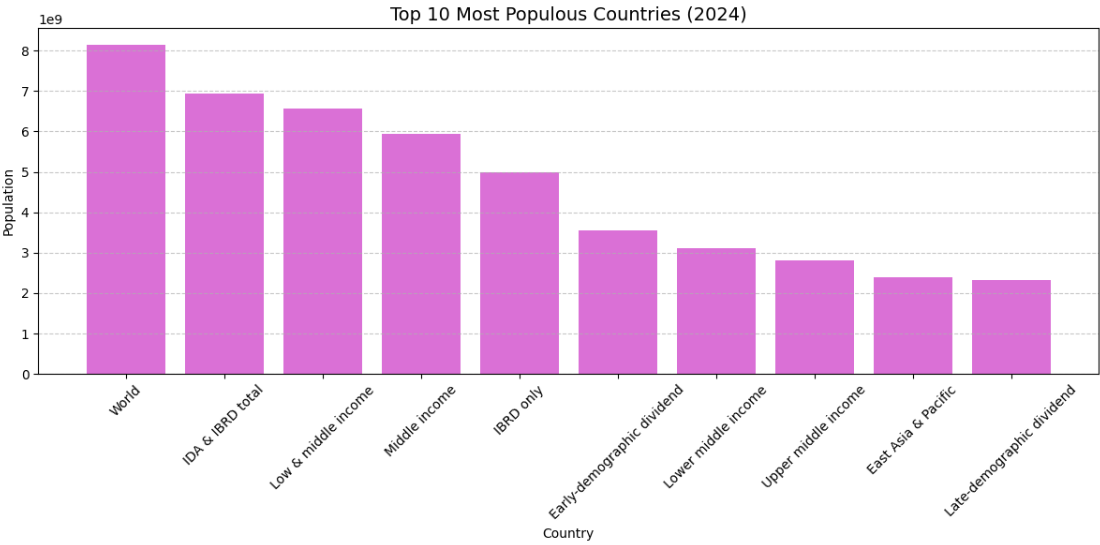 Top 10 Most Populous Countries (2024)
1e9
8
7
6
5
4
3
2
1
0
Population
World
IDA & IBRD total
Low & middle income
Middle income
IBRD only
Early-demographic dividend
Lower middle income
Upper middle income
East Asia & Pacific
Late-demographic dividend
Country